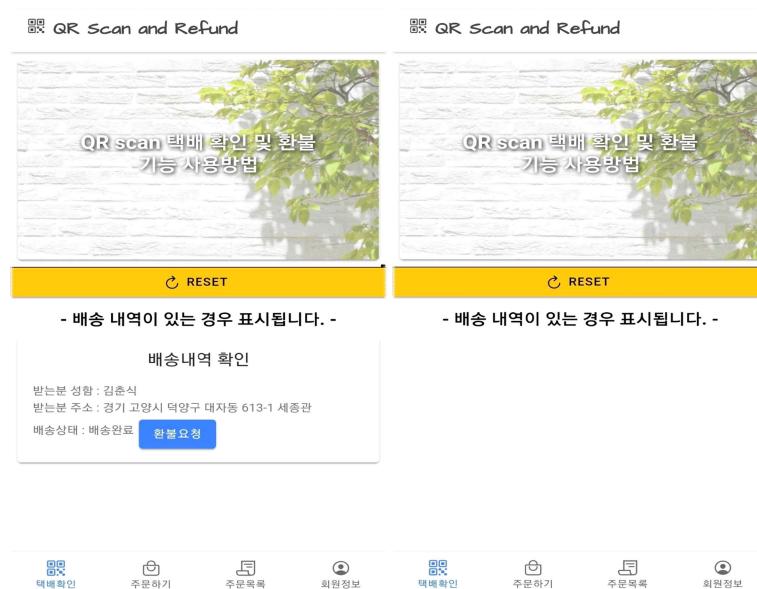 QR Scan and Refund
QR scan 택배 확인 및 환불
기능 사용방법
RESET
- 배송 내역이 있는 경우 표시됩니다. -
배송내역 확인
받는분 성함 : 김춘식
받는분 주소 : 경기 고양시 덕양구 대자동 613-1 세종관
배송상태 : 배송완료 환불요청
택배확인 주문하기 주문목록 회원정보
QR Scan and Refund
QR scan 택배 확인 및 환불
기능 사용방법
RESET
- 배송 내역이 있는 경우 표시됩니다. -
택배확인 주문하기 주문목록 회원정보